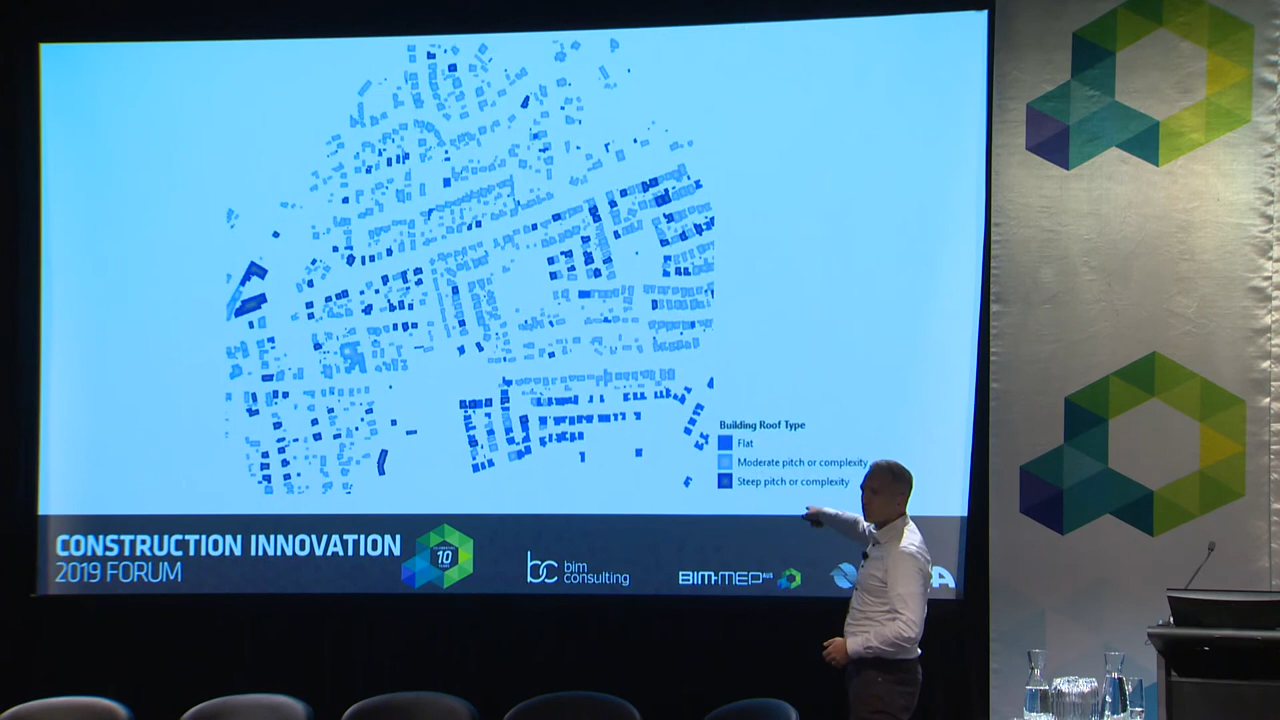 Building Roof Type
Flat
Moderate pitch or complexity
Steep pitch or complexity
CONSTRUCTION INNOVATION
2019 FORUM
10
bc bim
consulting
BIM-MEPAUS